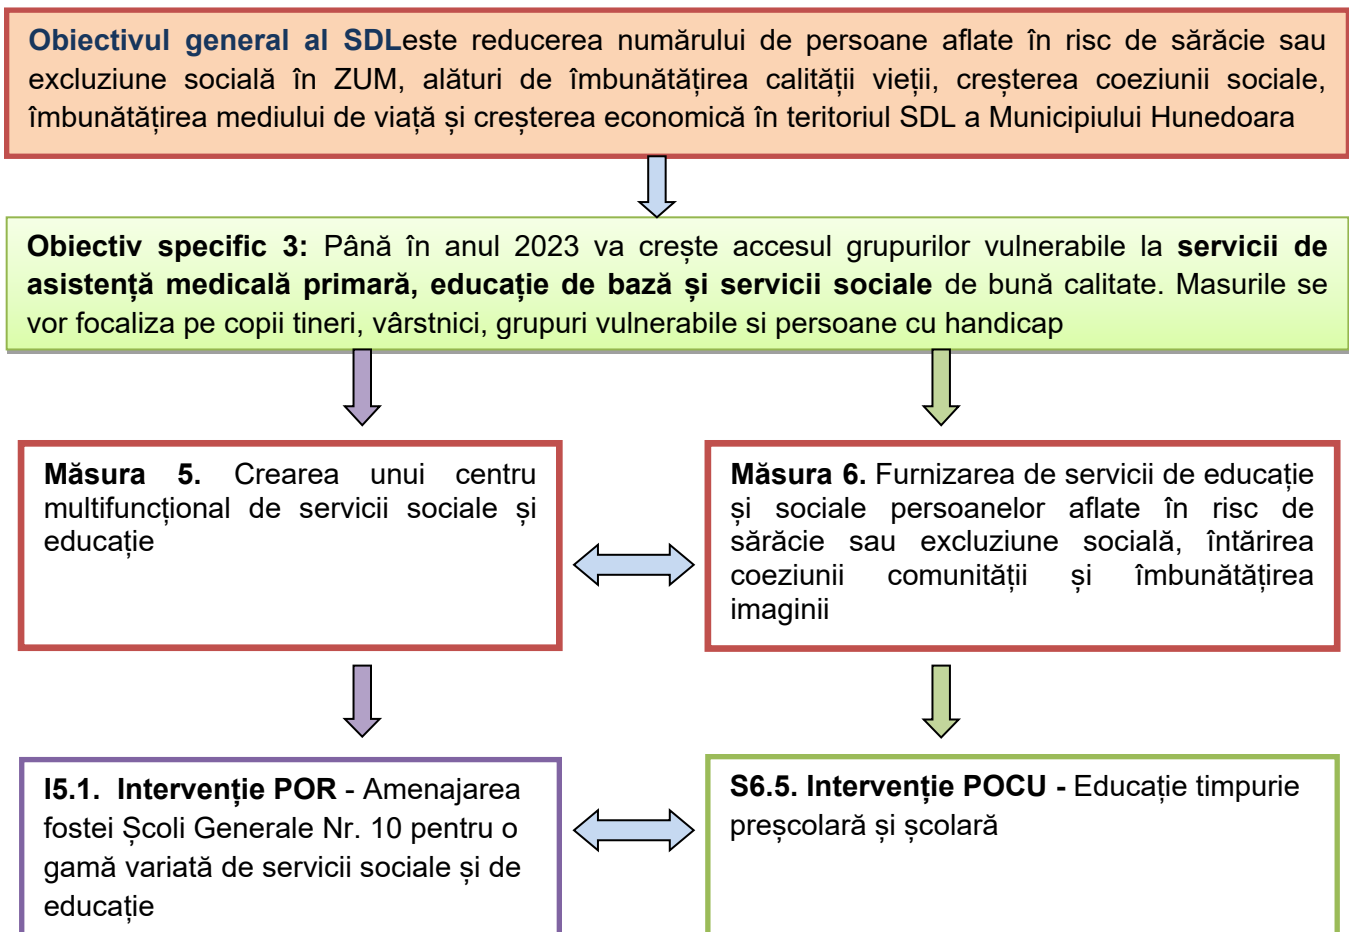 Obiectivul general al SDLeste reducerea numărului de persoane aflate în risc de sărăcie sau
excluziune socială în ZUM, alături de îmbunătățirea calității vieții, creșterea coeziunii sociale,
îmbunătățirea mediului de viață și creșterea economică în teritoriul SDL a Municipiului Hunedoara
Obiectiv specific 3: Până în anul 2023 va crește accesul grupurilor vulnerabile la servicii de
asistență medicală primară, educație de bază și servicii sociale de bună calitate. Masurile se
vor focaliza pe copii tineri, vârstnici, grupuri vulnerabile si persoane cu handicap
Măsura 5. Crearea unui centru
multifuncțional de servicii sociale și
educație
Măsura 6. Furnizarea de servicii de educație
și sociale persoanelor aflate în risc de
sărăcie sau excluziune socială, întărirea
coeziunii comunității și îmbunătățirea
imaginii
I5.1. Intervenție POR - Amenajarea
fostei Școli Generale Nr. 10 pentru o
gamă variată de servicii sociale și de
educație
S6.5. Intervenție POCU - Educație timpurie
preșcolară și școlară